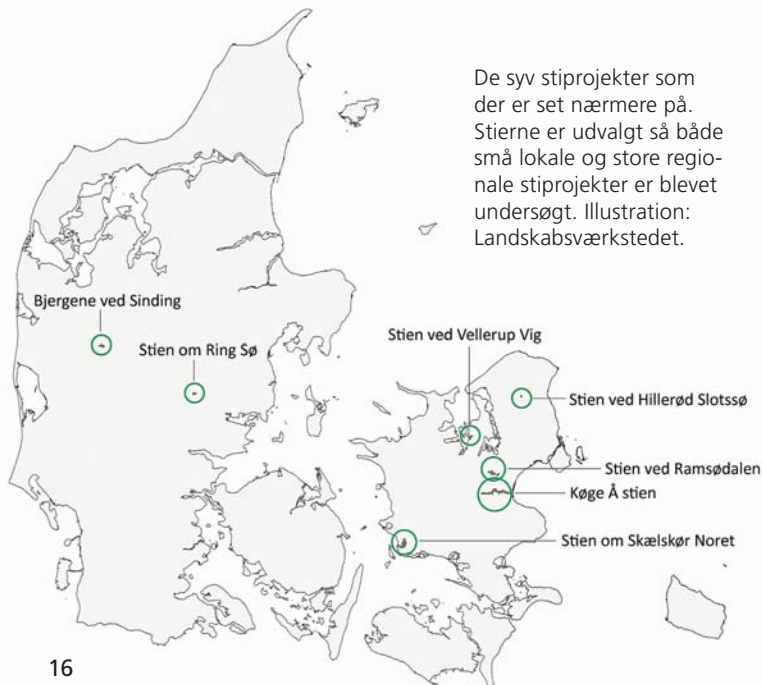 De syv stiprojekter som
der er set nærmere på.
Stierne er udvalgt så både
små lokale og store regio-
nale stiprojekter er blevet
undersøgt. Illustration:
Landskabsværkstedet.
Bjergene ved Sinding
Stien om Ring Sø
Stien ved Vellerup Vig
Stien ved Hillerød Slotssø
Stien ved Ramsødalen
Køge Å stien
Stien om Skælskør Noret
16